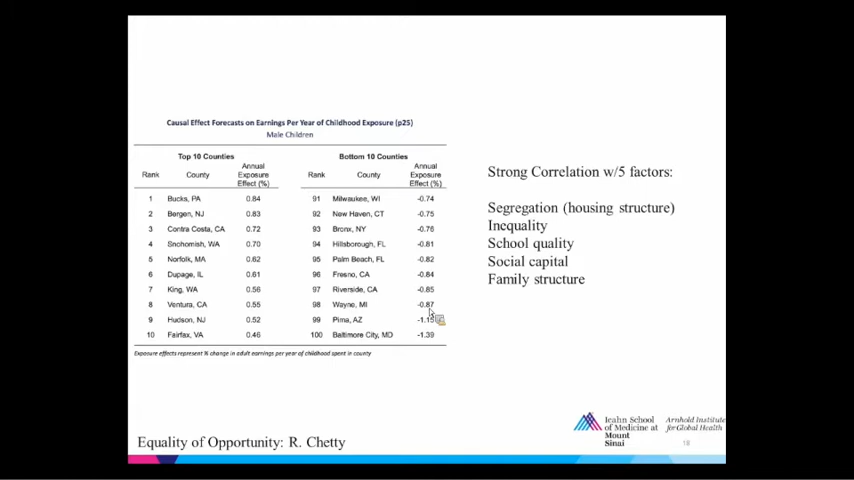 Causal Effect Forecasts on Earnings Per Year of Childhood Exposure (p25)
Male Children
Top 10 Counties
Bottom 10 Counties
Rank County Annual Exposure Effect (%)
Rank County Annual Exposure Effect (%)
1 Bucks, PA 0.84 91 Milwaukee, WI -0.74
2 Bergen, NJ 0.83 92 New Haven, CT -0.75
3 Contra Costa, CA 0.72 93 Bronx, NY -0.76
4 Snohomish, WA 0.70 94 Hillsborough, FL -0.81
5 Norfolk, MA 0.62 95 Palm Beach, FL -0.82
6 Dupage, IL 0.61 96 Fresno, CA -0.84
7 King, WA 0.56 97 Riverside, CA -0.85
8 Ventura, CA 0.55 98 Wayne, MI -0.87
9 Hudson, NJ 0.52 99 Pima, AZ -1.15
10 Fairfax, VA 0.46 100 Baltimore City, MD -1.39
Exposure effects represent % change in adult earnings per year of childhood spent in county
Strong Correlation w/5 factors:
Segregation (housing structure)
Inequality
School quality
Social capital
Family structure
Equality of Opportunity: R. Chetty
Icahn School
of Medicine at
Mount
Sinai
Arnhold Institute
for Global Health
18